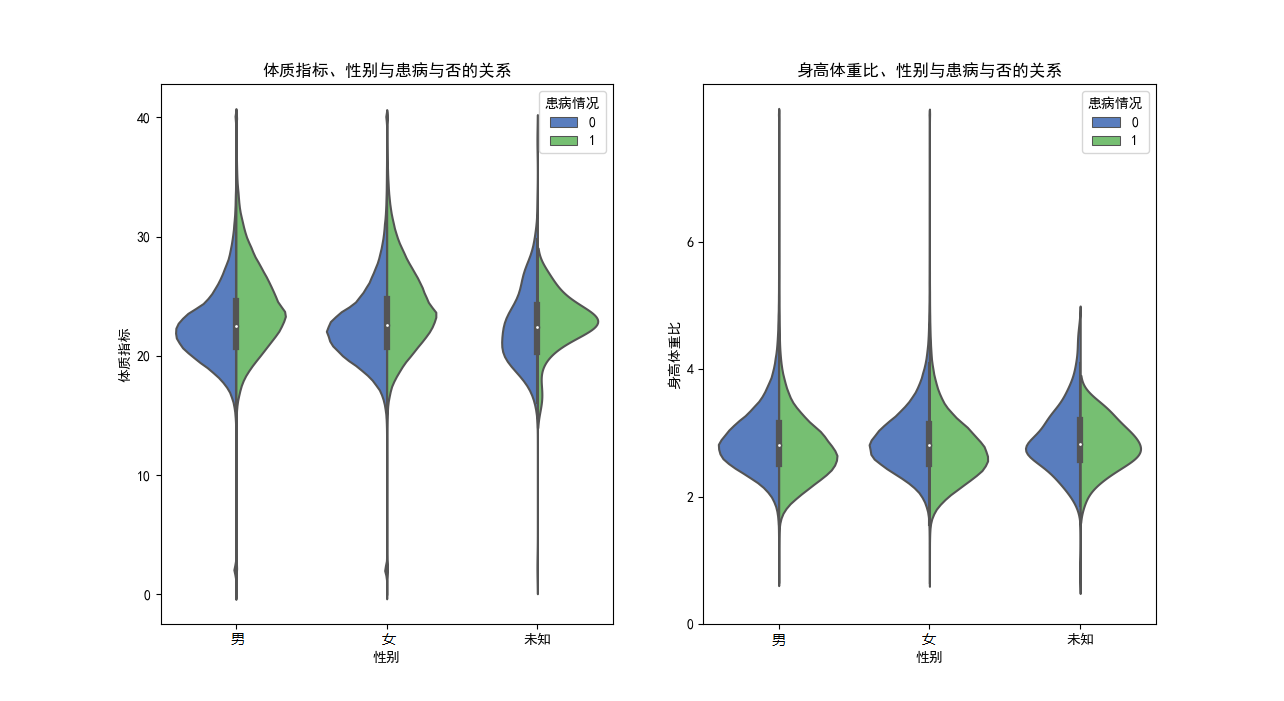 体质指标、性别与患病与否的关系
患病情况
0
1
40
30
20
10
0
体质指标
男
女
未知
性别
身高体重比、性别与患病与否的关系
患病情况
0
1
6
4
2
0
身高体重比
男
女
未知
性别